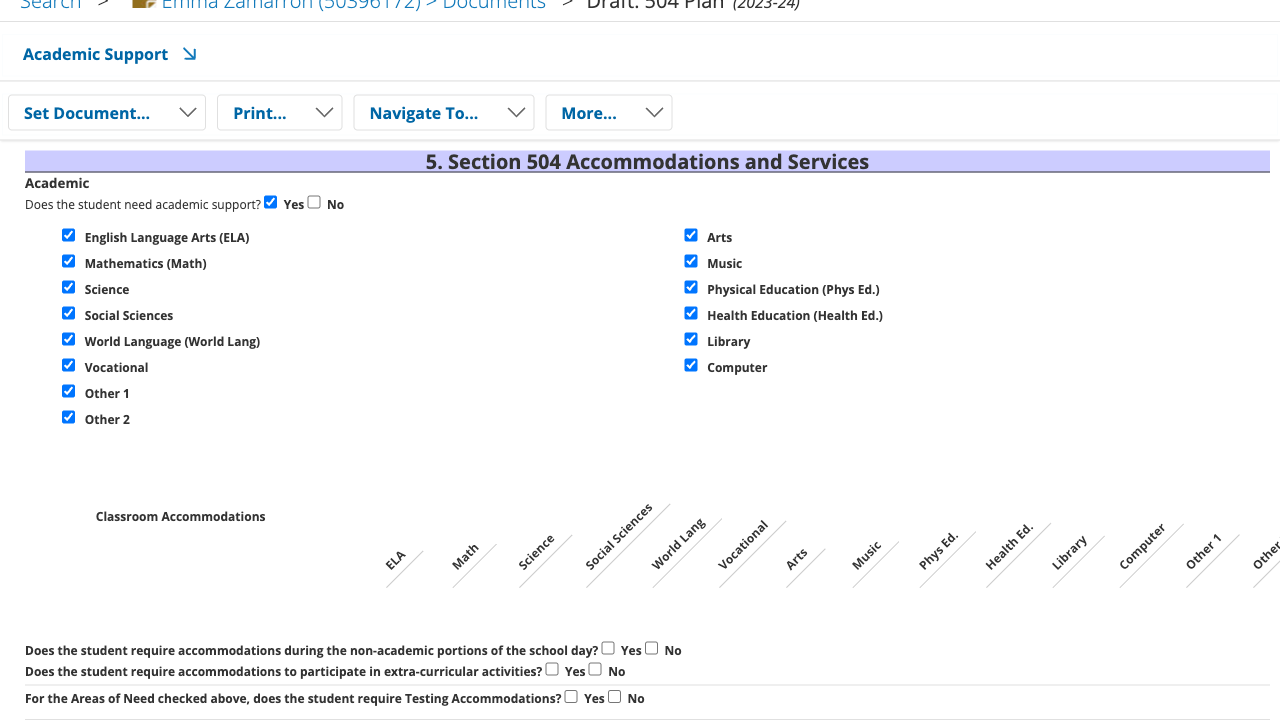 Search > Emma Zamarron (50396172) > Documents > Draft: 504 Plan (2023-24)
Academic Support
Set Document... Print... Navigate To... More...
5. Section 504 Accommodations and Services
Academic
Does the student need academic support? Yes No
English Language Arts (ELA) Arts
Mathematics (Math) Music
Science Physical Education (Phys Ed.)
Social Sciences Health Education (Health Ed.)
World Language (World Lang) Library
Vocational Computer
Other 1
Other 2
Classroom Accommodations
ELA Math Science Social Sciences World Lang Vocational Arts Music Phys Ed. Health Ed. Library Computer Other 1 Other
Does the student require accommodations during the non-academic portions of the school day? Yes No
Does the student require accommodations to participate in extra-curricular activities? Yes No
For the Areas of Need checked above, does the student require Testing Accommodations? Yes No